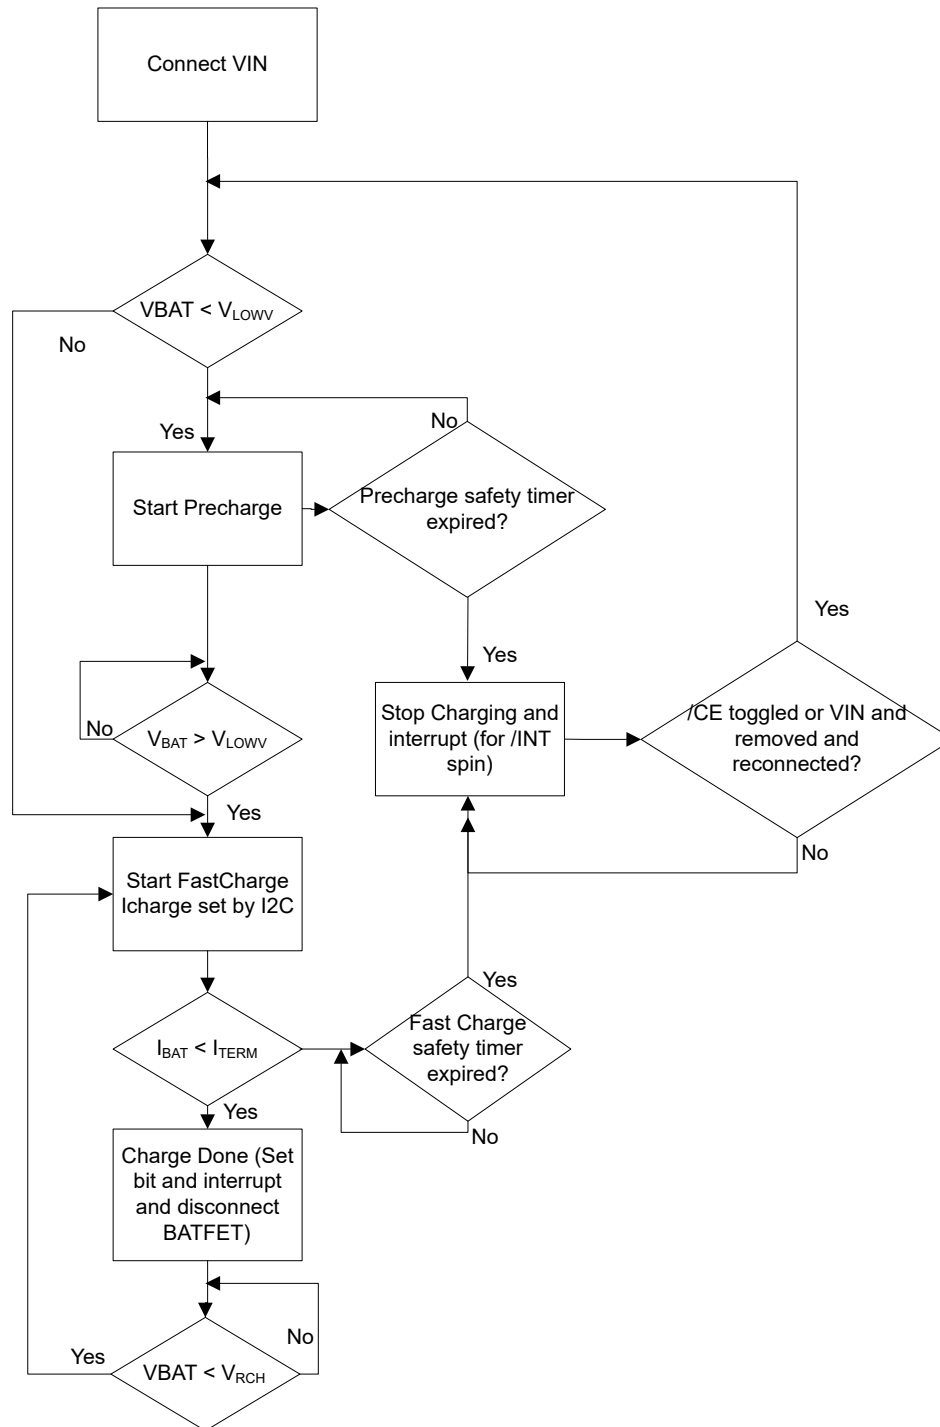 Connect VIN
VBAT < VLOWV
No
Yes
No
Start Precharge
Precharge safety timer
expired?
Yes
Yes
Stop Charging and
interrupt (for /INT
spin)
/CE toggled or VIN and
removed and
reconnected?
No
VBAT > VLOWV
Yes
No
Start FastCharge
Icharge set by I2C
Yes
IBAT < ITERM
Fast Charge
safety timer
expired?
Yes
No
Charge Done (Set
bit and interrupt
and disconnect
BATFET)
No
Yes
VBAT < VRCH